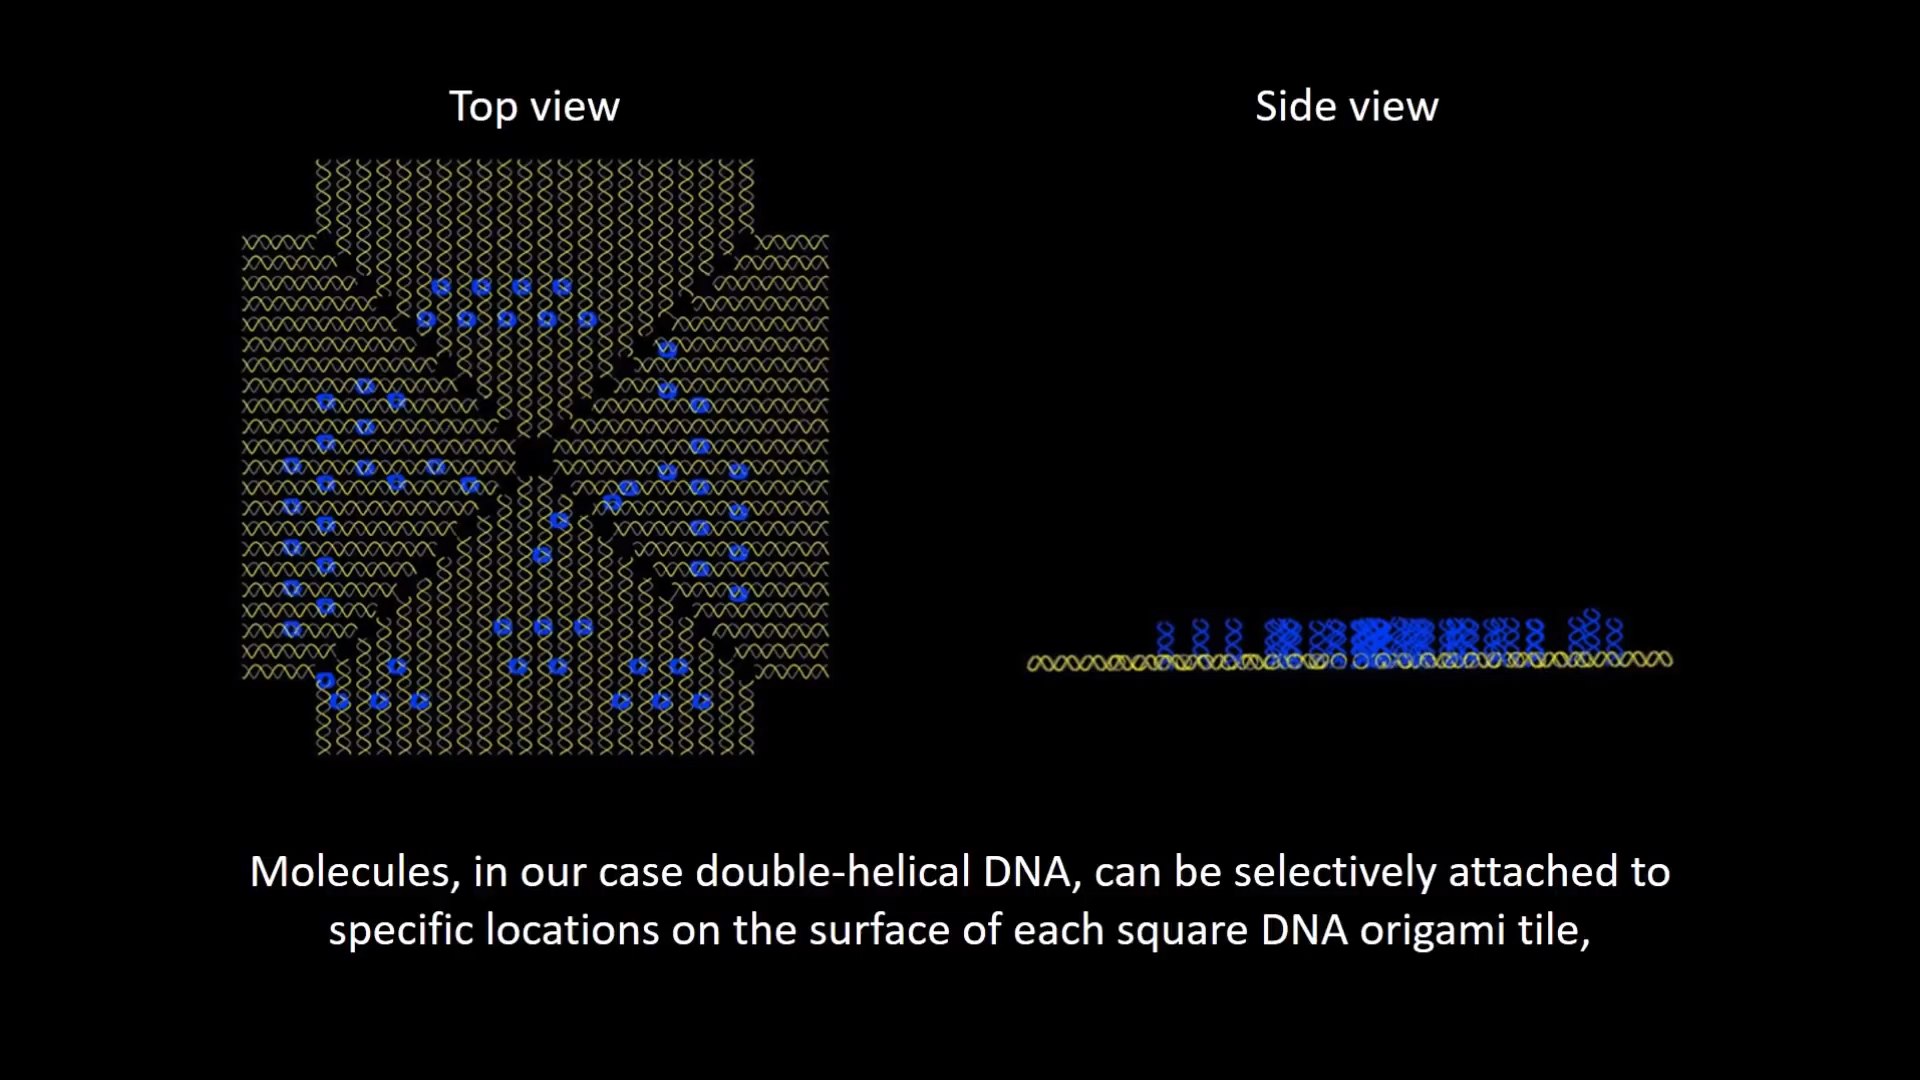 Top view
Side view
Molecules, in our case double-helical DNA, can be selectively attached to
specific locations on the surface of each square DNA origami tile,